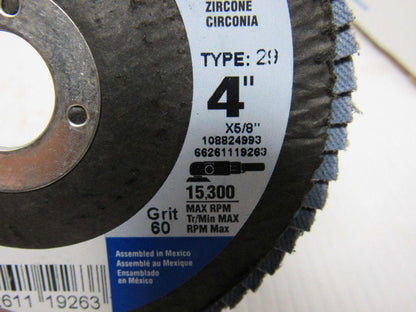 ZIRCONE
CIRCONIA
TYPE: 29
4"
X5/8"
108824993
66261119263
15,300
MAX RPM
Tr/Min MAX
RPM Max
Grit
60
Assembled in Mexico
Assemblé au Mexique
Ensamblado
en México
2611 19263